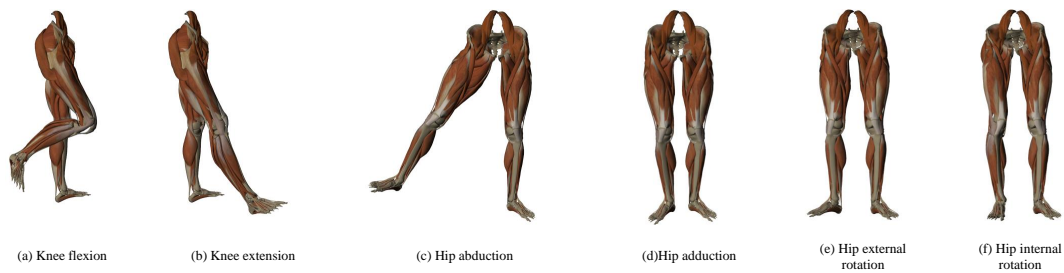 (a) Knee flexion
(b) Knee extension
(c) Hip abduction
(d)Hip adduction
(e) Hip external
rotation
(f) Hip internal
rotation